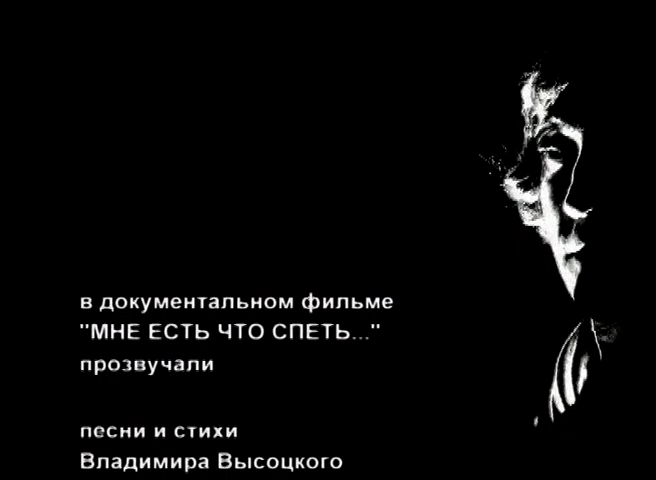 в документальном фильме
"МНЕ ЕСТЬ ЧТО СПЕТЬ..."
прозвучали
песни и стихи
Владимира Высоцкого